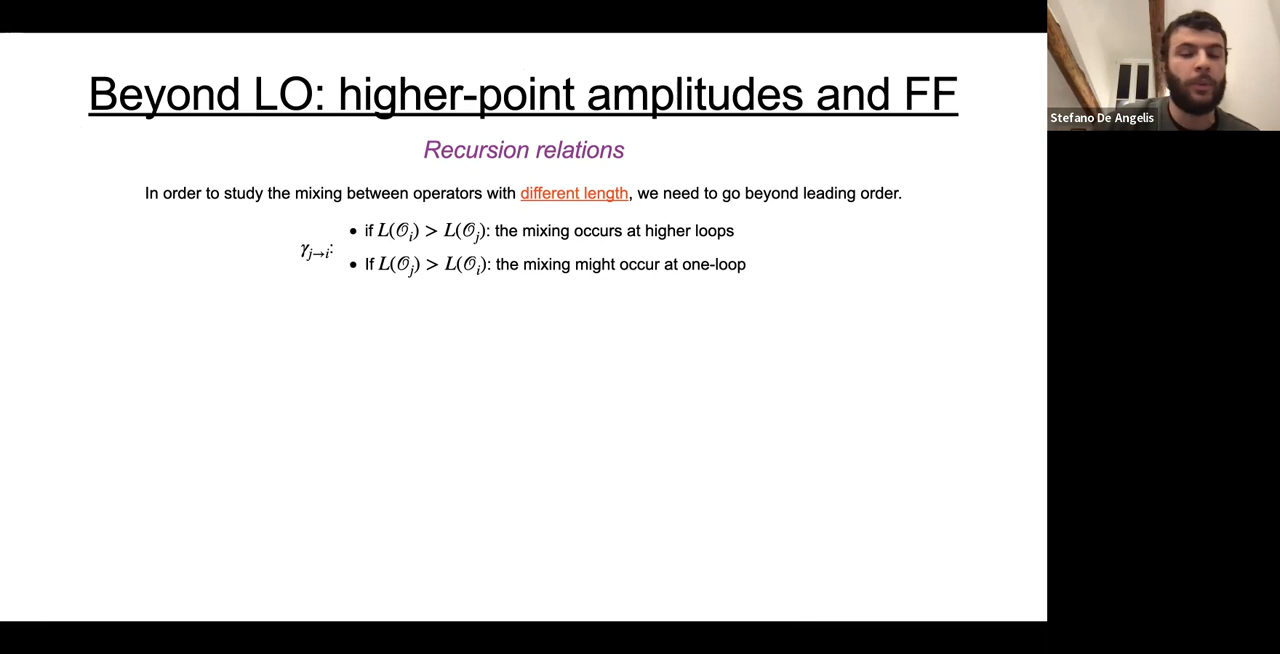 Beyond LO: higher-point amplitudes and FF
Recursion relations
In order to study the mixing between operators with different length, we need to go beyond leading order.
γj→i:
• if L(𝒪i) > L(𝒪j): the mixing occurs at higher loops
• If L(𝒪j) > L(𝒪i): the mixing might occur at one-loop
Stefano De Angelis